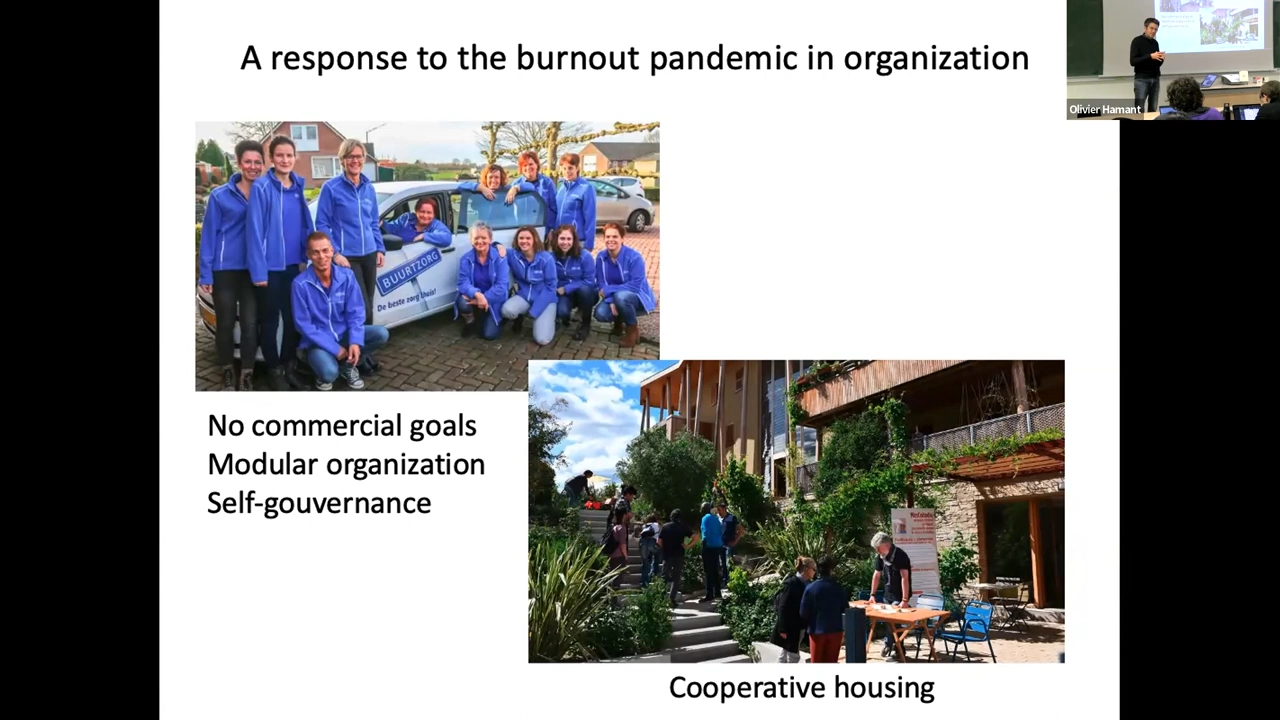 A response to the burnout pandemic in organization
Olivier Hamant
BUURTZORG
De beste zorg thuis!
No commercial goals
Modular organization
Self-gouvernance
Cooperative housing